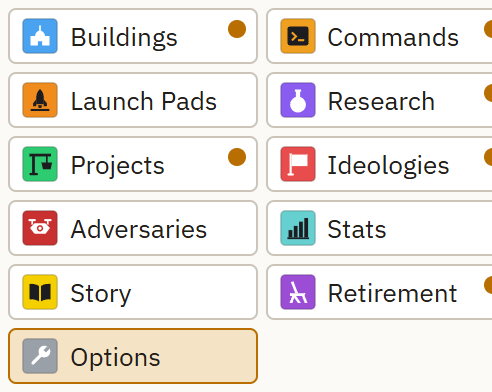 Buildings
Commands
Launch Pads
Research
Projects
Ideologies
Adversaries
Stats
Story
Retirement
Options